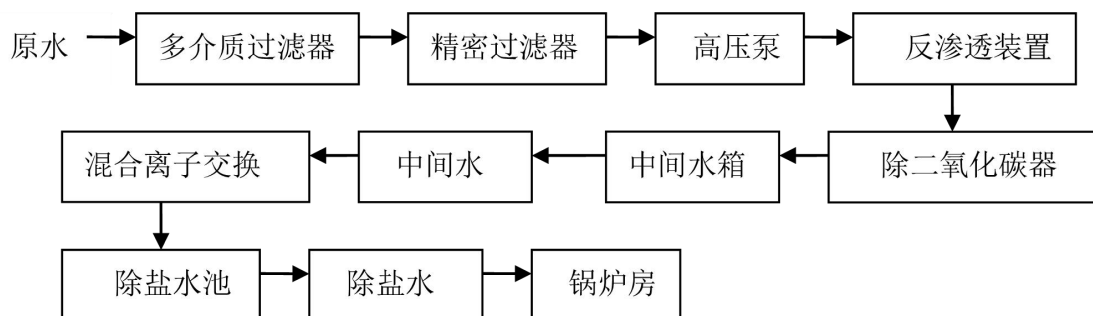 原水
多介质过滤器
精密过滤器
高压泵
反渗透装置
除二氧化碳器
中间水箱
中间水
混合离子交换
除盐水池
除盐水
锅炉房